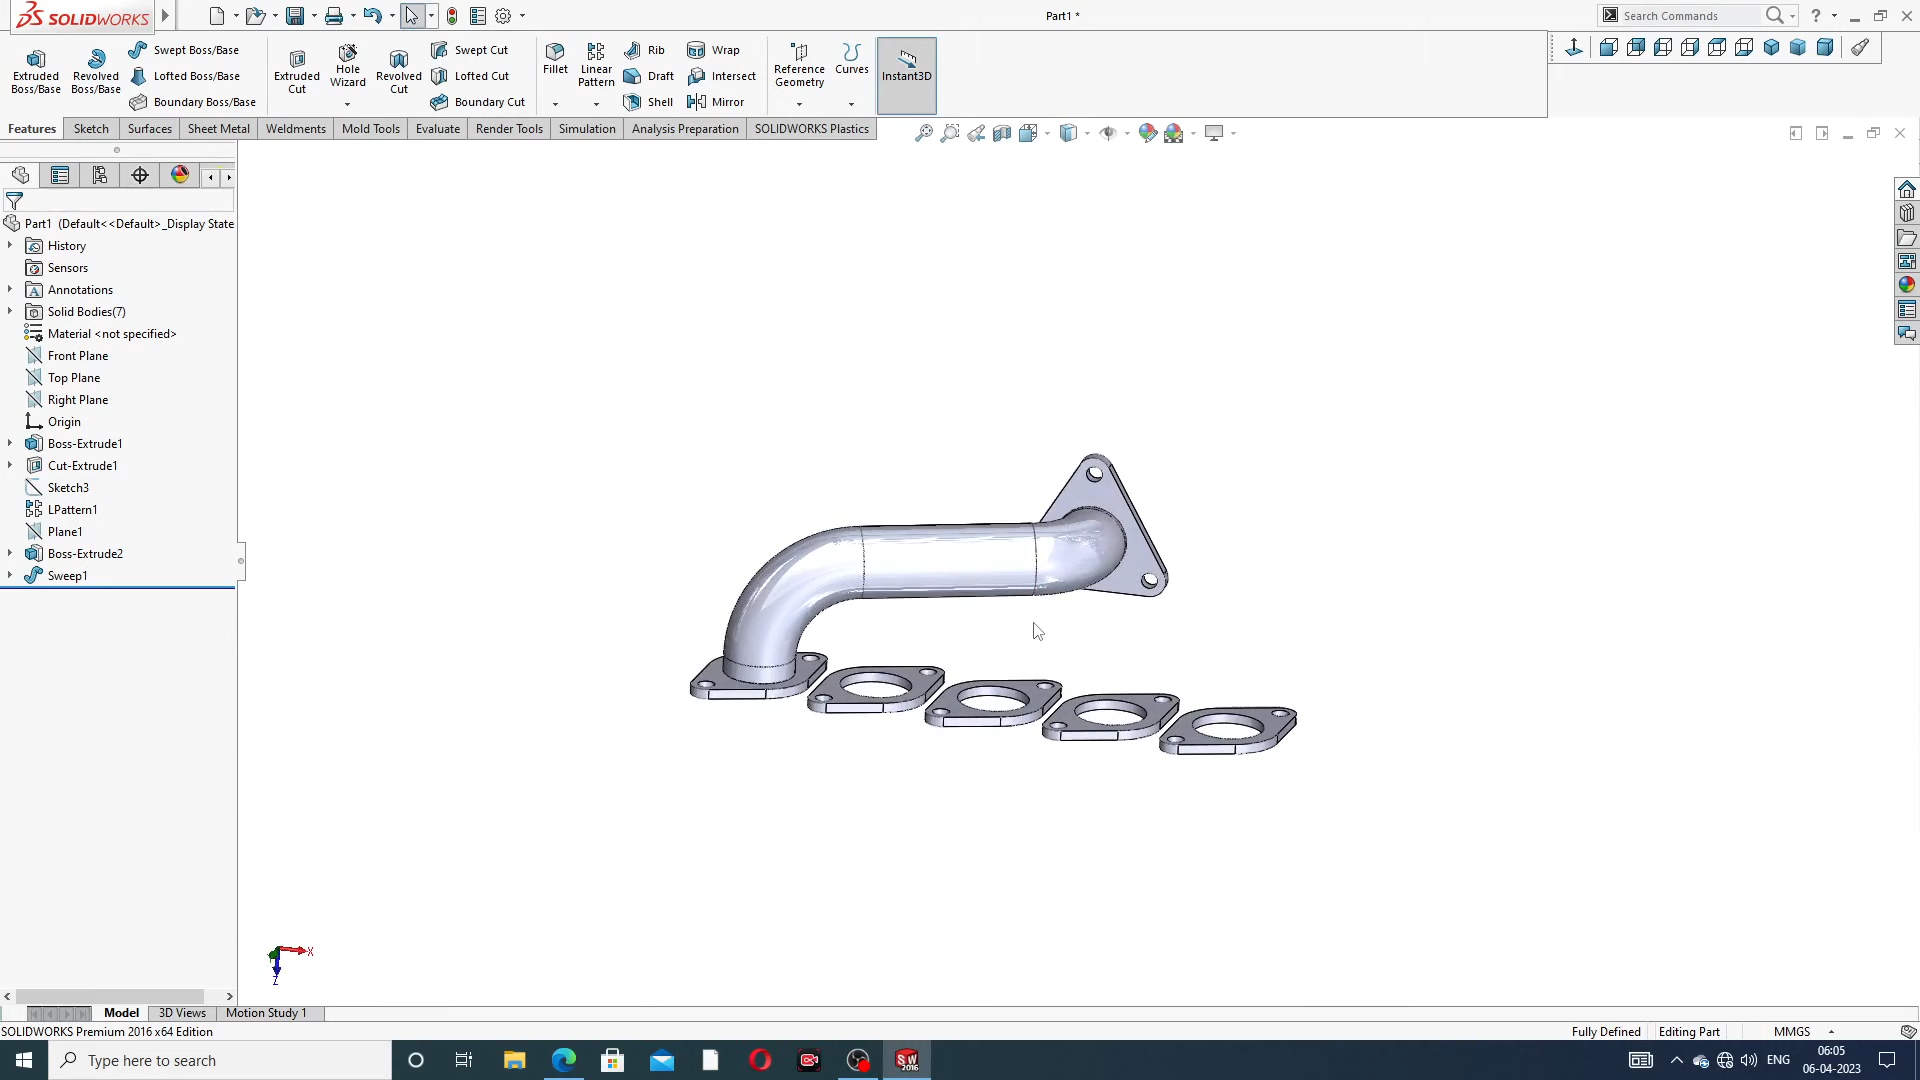 SOLIDWORKS
Part1 *
Search Commands
Extruded Boss/Base
Revolved Boss/Base
Swept Boss/Base
Lofted Boss/Base
Boundary Boss/Base
Extruded Cut
Hole Wizard
Revolved Cut
Swept Cut
Lofted Cut
Boundary Cut
Fillet
Linear Pattern
Rib
Draft
Shell
Wrap
Intersect
Mirror
Reference Geometry
Curves
Instant3D
Features
Sketch
Surfaces
Sheet Metal
Weldments
Mold Tools
Evaluate
Render Tools
Simulation
Analysis Preparation
SOLIDWORKS Plastics
Part1 (Default<<Default>_Display State
History
Sensors
Annotations
Solid Bodies(7)
Material <not specified>
Front Plane
Top Plane
Right Plane
Origin
Boss-Extrude1
Cut-Extrude1
Sketch3
LPattern1
Plane1
Boss-Extrude2
Sweep1
X
Z
Model
3D Views
Motion Study 1
SOLIDWORKS Premium 2016 x64 Edition
Fully Defined
Editing Part
MMGS
Type here to search
ENG
06:05
06-04-2023